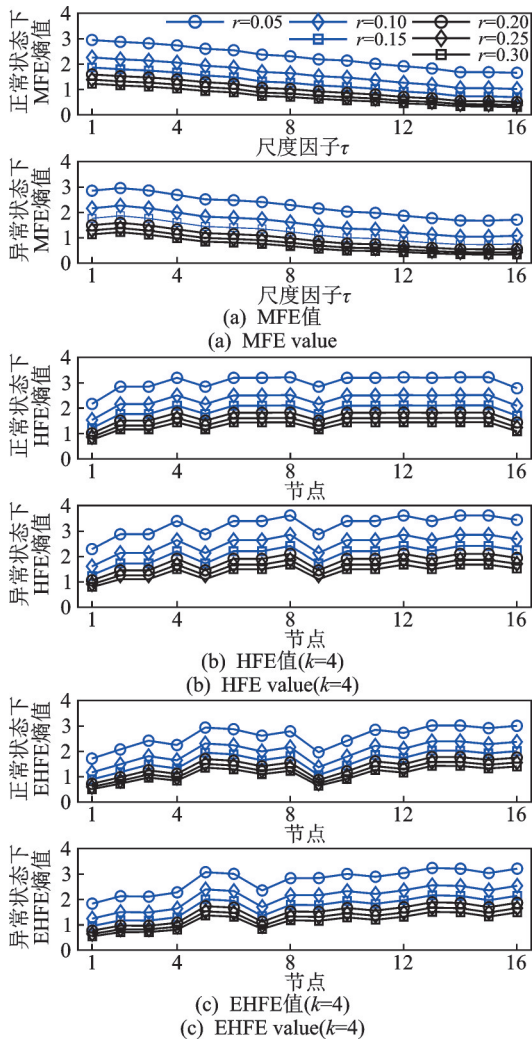 正常状态下
MFE熵值
4
3
2
1
0
r=0.05
r=0.10
r=0.15
r=0.20
r=0.25
r=0.30
1 4 8 12 16
尺度因子τ
异常状态下
MFE熵值
4
3
2
1
0
1 4 8 12 16
尺度因子τ
(a) MFE值
(a) MFE value
正常状态下
HFE熵值
4
3
2
1
0
1 4 8 12 16
节点
异常状态下
HFE熵值
4
3
2
1
0
1 4 8 12 16
节点
(b) HFE值(k=4)
(b) HFE value(k=4)
正常状态下
EHFE熵值
4
3
2
1
0
1 4 8 12 16
节点
异常状态下
EHFE熵值
4
3
2
1
0
1 4 8 12 16
节点
(c) EHFE值(k=4)
(c) EHFE value(k=4)